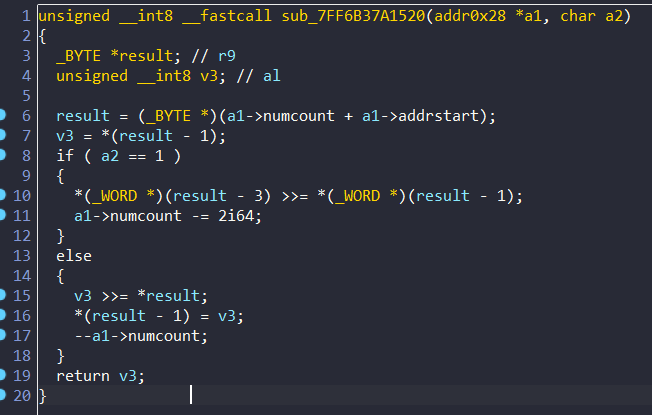 1 unsigned __int8 __fastcall sub_7FF6B37A1520(addr0x28 *a1, char a2)
2 {
3 _BYTE *result; // r9
4 unsigned __int8 v3; // al
5
6 result = (_BYTE *)(a1->numcount + a1->addrstart);
7 v3 = *(result - 1);
8 if ( a2 == 1 )
9 {
10 *(_WORD *)(result - 3) >>= *(_WORD *)(result - 1);
11 a1->numcount -= 2i64;
12 }
13 else
14 {
15 v3 >>= *result;
16 *(result - 1) = v3;
17 --a1->numcount;
18 }
19 return v3;
20 }